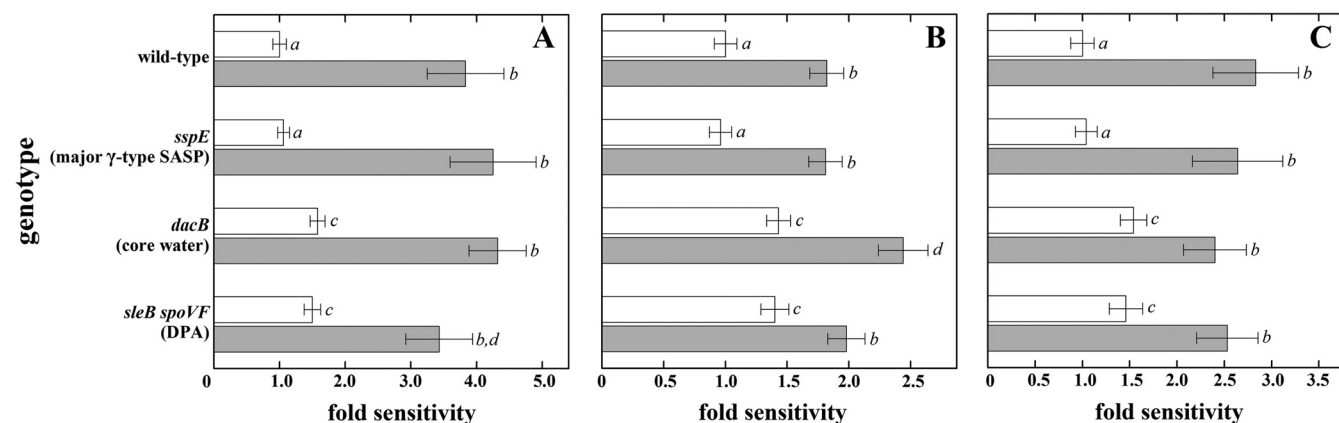 genotype
wild-type
sspE
(major γ-type SASP)
dacB
(core water)
sleB spoVF
(DPA)
A
a
b
a
b
c
b
c
b,d
0 1.0 2.0 3.0 4.0 5.0
fold sensitivity
B
a
b
a
b
c
d
c
b
0 0.5 1.0 1.5 2.0 2.5
fold sensitivity
C
a
b
a
b
c
b
c
b
0 0.5 1.0 1.5 2.0 2.5 3.0 3.5
fold sensitivity